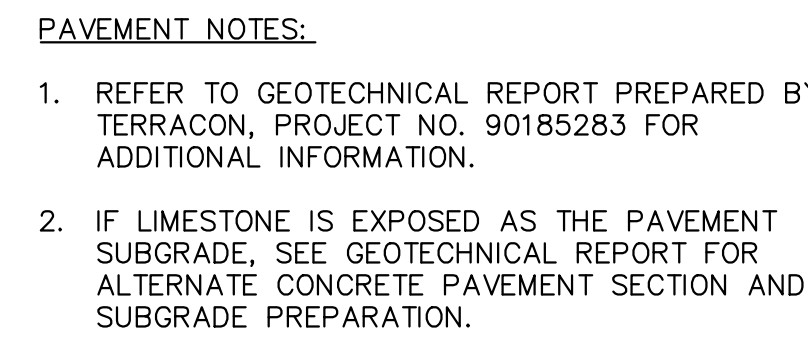 PAVEMENT NOTES:
1. REFER TO GEOTECHNICAL REPORT PREPARED BY
TERRACON, PROJECT NO. 90185283 FOR
ADDITIONAL INFORMATION.
2. IF LIMESTONE IS EXPOSED AS THE PAVEMENT
SUBGRADE, SEE GEOTECHNICAL REPORT FOR
ALTERNATE CONCRETE PAVEMENT SECTION AND
SUBGRADE PREPARATION.